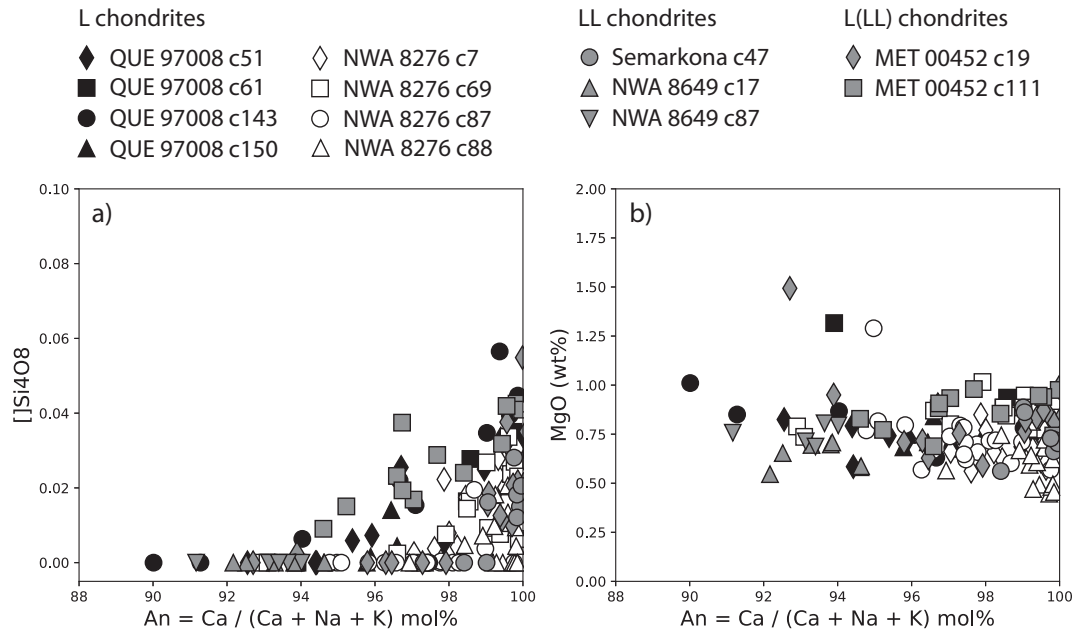 L chondrites
QUE 97008 c51
QUE 97008 c61
QUE 97008 c143
QUE 97008 c150
NWA 8276 c7
NWA 8276 c69
NWA 8276 c87
NWA 8276 c88
LL chondrites
Semarkona c47
NWA 8649 c17
NWA 8649 c87
L(LL) chondrites
MET 00452 c19
MET 00452 c111
a)
[]Si4O8
0.10
0.08
0.06
0.04
0.02
0.00
88 90 92 94 96 98 100
An = Ca / (Ca + Na + K) mol%
b)
MgO (wt%)
2.00
1.75
1.50
1.25
1.00
0.75
0.50
0.25
0.00
88 90 92 94 96 98 100
An = Ca / (Ca + Na + K) mol%